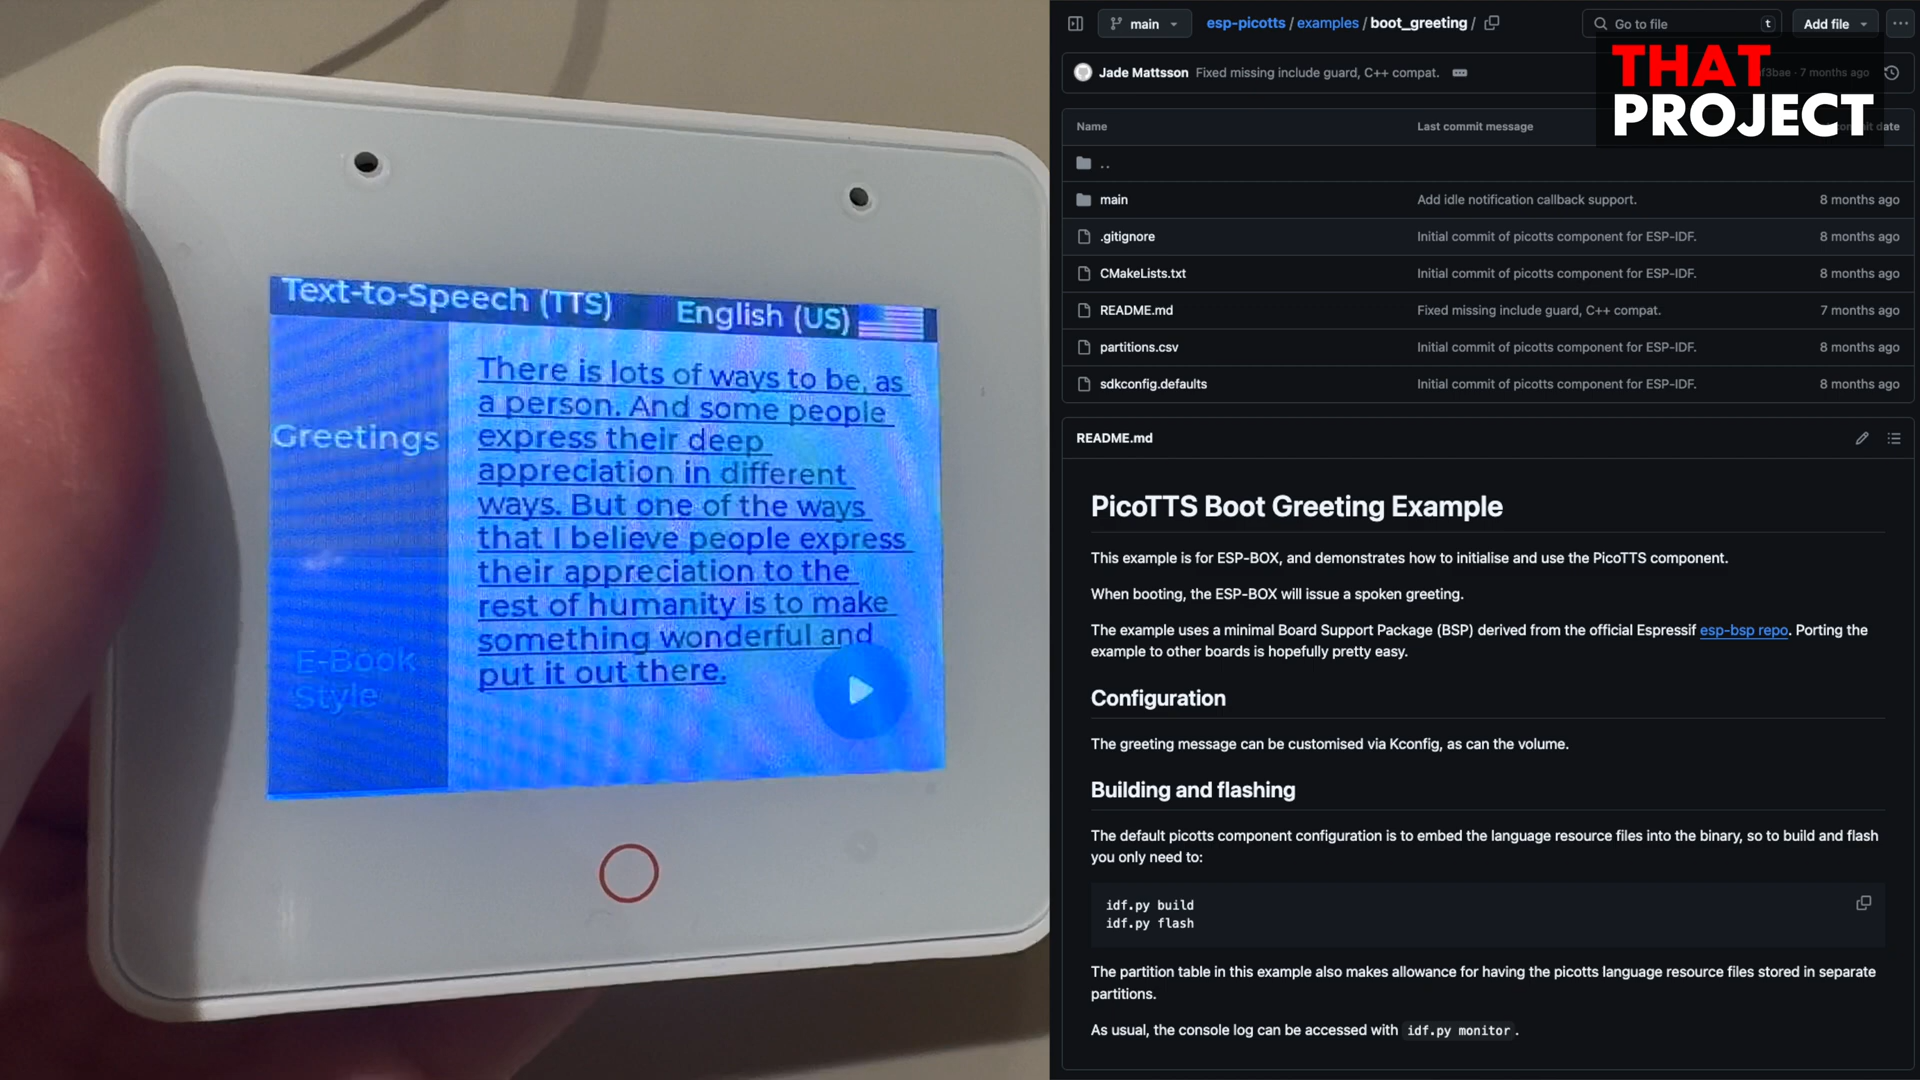 Text-to-Speech (TTS)
English (US)
Greetings
E-Book
Style
There is lots of ways to be, as
a person. And some people
express their deep
appreciation in different
ways. But one of the ways
that I believe people express
their appreciation to the
rest of humanity is to make
something wonderful and
put it out there.
main
esp-picotts / examples / boot_greeting /
Go to file
t
Add file
THAT
PROJECT
Jade Mattsson Fixed missing include guard, C++ compat.
f3bae · 7 months ago
Name Last commit message date
..
main Add idle notification callback support. 8 months ago
.gitignore Initial commit of picotts component for ESP-IDF. 8 months ago
CMakeLists.txt Initial commit of picotts component for ESP-IDF. 8 months ago
README.md Fixed missing include guard, C++ compat. 7 months ago
partitions.csv Initial commit of picotts component for ESP-IDF. 8 months ago
sdkconfig.defaults Initial commit of picotts component for ESP-IDF. 8 months ago
README.md
PicoTTS Boot Greeting Example
This example is for ESP-BOX, and demonstrates how to initialise and use the PicoTTS component.
When booting, the ESP-BOX will issue a spoken greeting.
The example uses a minimal Board Support Package (BSP) derived from the official Espressif esp-bsp repo. Porting the
example to other boards is hopefully pretty easy.
Configuration
The greeting message can be customised via Kconfig, as can the volume.
Building and flashing
The default picotts component configuration is to embed the language resource files into the binary, so to build and flash
you only need to:
idf.py build
idf.py flash
The partition table in this example also makes allowance for having the picotts language resource files stored in separate
partitions.
As usual, the console log can be accessed with idf.py monitor.